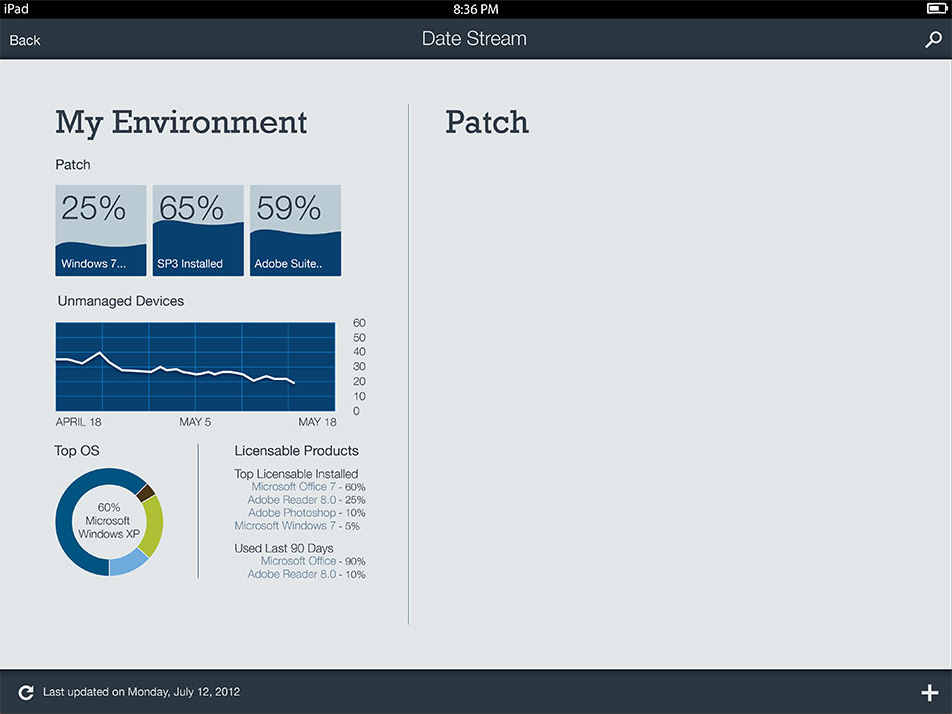 iPad
8:36 PM
Back
Date Stream
My Environment
Patch
25%
Windows 7...
65%
SP3 Installed
59%
Adobe Suite..
Unmanaged Devices
60
50
40
30
20
10
0
APRIL 18
MAY 5
MAY 18
Top OS
60%
Microsoft
Windows XP
Licensable Products
Top Licensable Installed
Microsoft Office 7 - 60%
Adobe Reader 8.0 - 25%
Adobe Photoshop - 10%
Microsoft Windows 7 - 5%
Used Last 90 Days
Microsoft Office - 90%
Adobe Reader 8.0 - 10%
Patch
Last updated on Monday, July 12, 2012